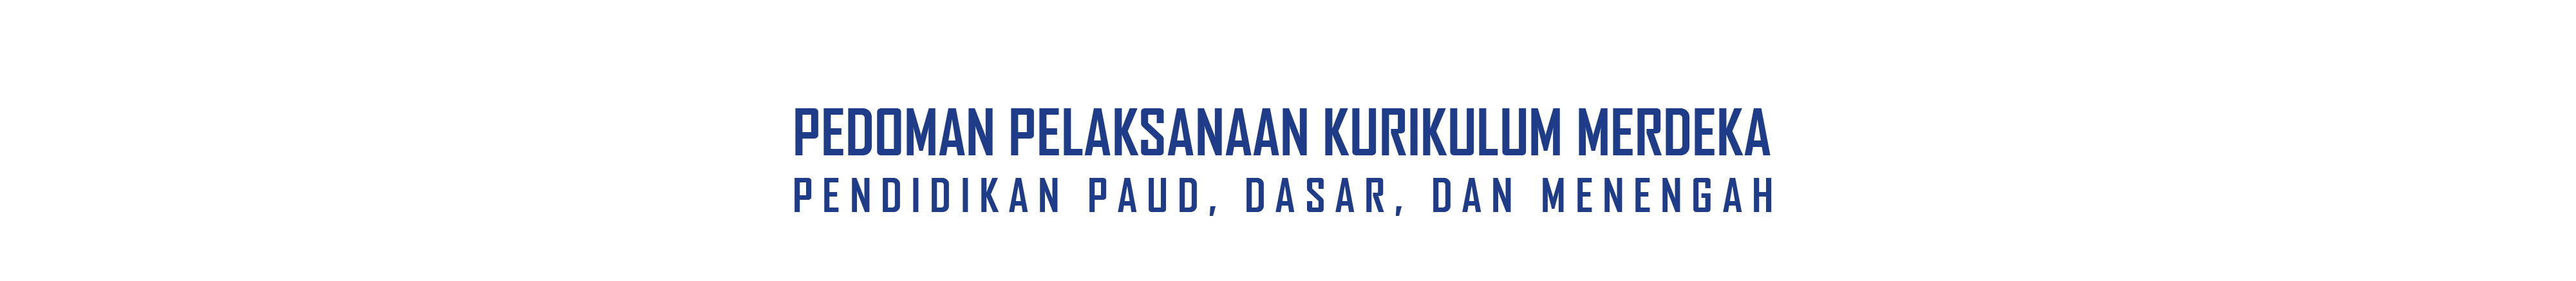 PEDOMAN PELAKSANAAN KURIKULUM MERDEKA
PENDIDIKAN PAUD, DASAR, DAN MENENGAH